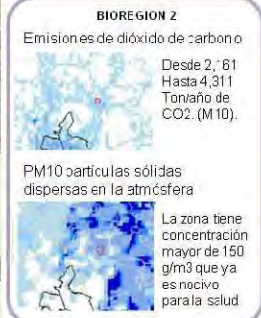 BIOREGION 2
Emisiones de dióxido de carbono
Desde 2,161
Hasta 4,311
Ton/año de
CO2. (M10).
PM10 partículas sólidas
dispersas en la atmósfera
La zona tiene
concentración
mayor de 150
g/m3 que ya
es nocivo
para la salud